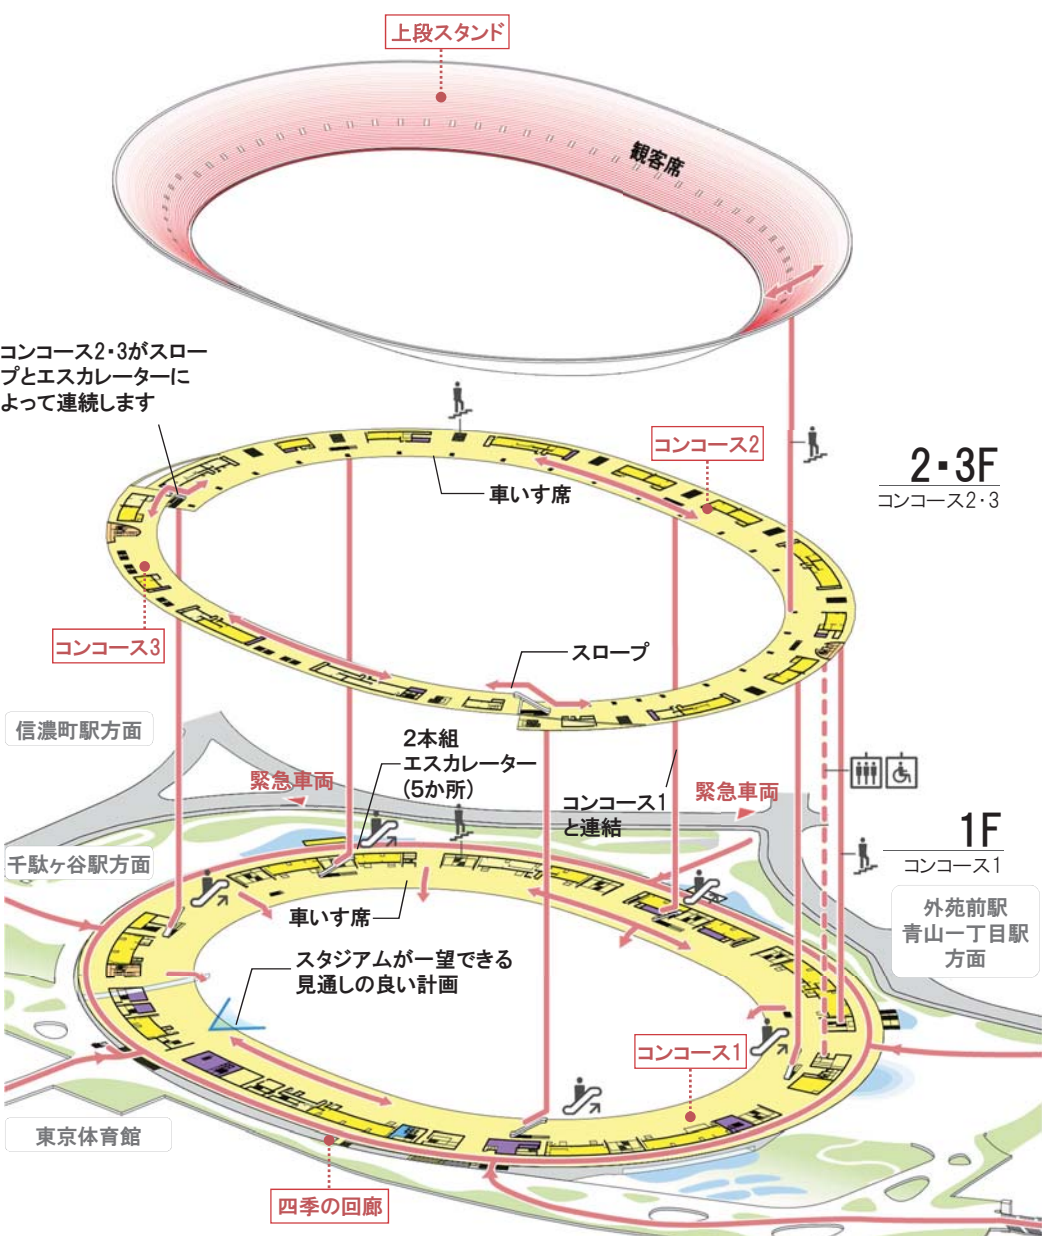 上段スタンド
観客席
コンコース2・3がスロー
プとエスカレーターに
よって連続します
コンコース2
車いす席
2・3F
コンコース2・3
コンコース3
スロープ
信濃町駅方面
2本組
エスカレーター
(5か所)
緊急車両
緊急車両
コンコース1
と連結
1F
コンコース1
千駄ヶ谷駅方面
外苑前駅
青山一丁目駅
方面
車いす席
スタジアムが一望できる
見通しの良い計画
コンコース1
東京体育館
四季の回廊